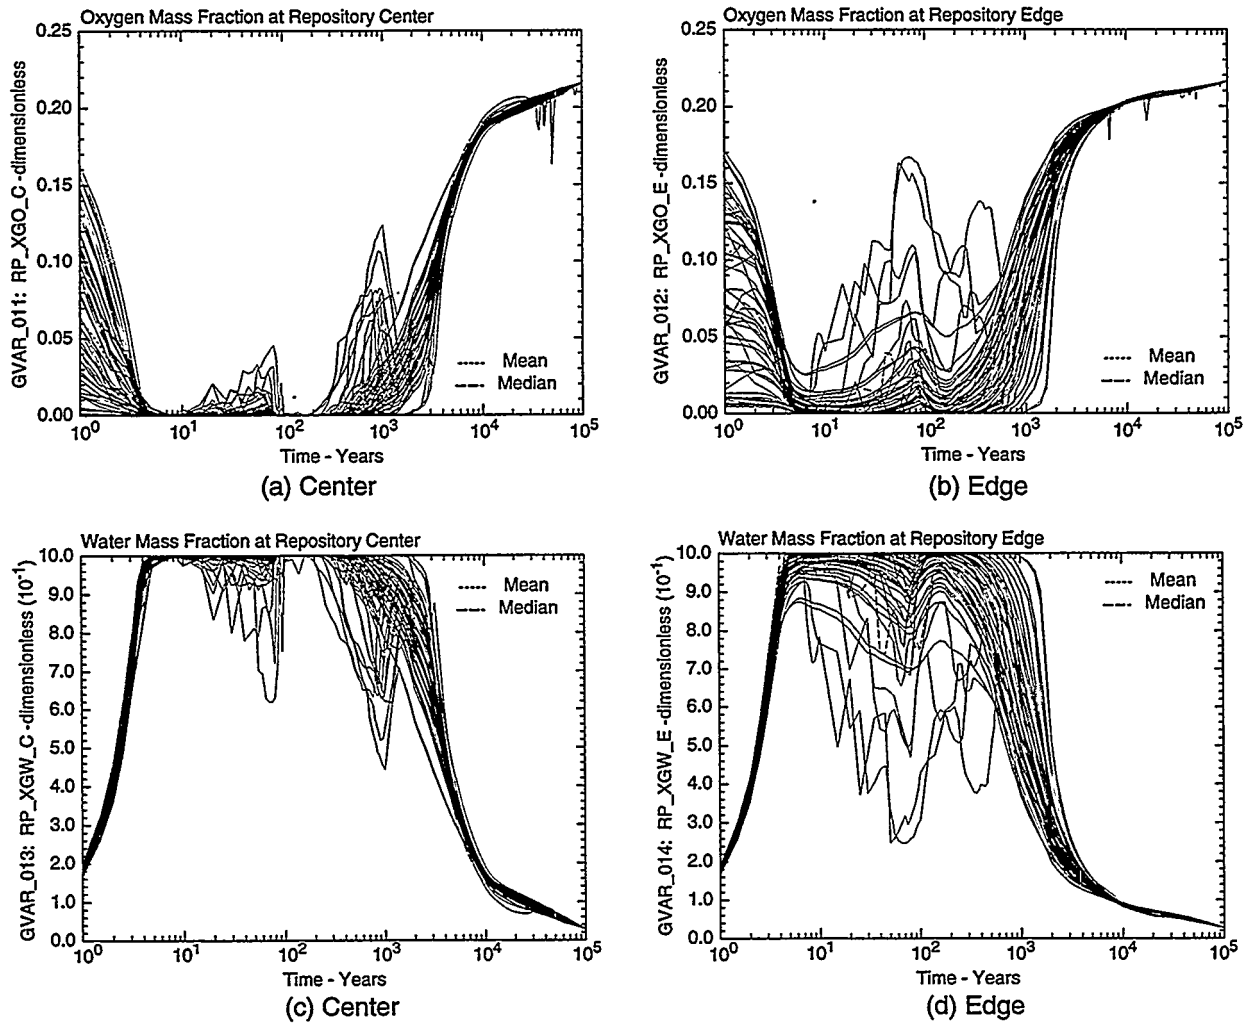 Oxygen Mass Fraction at Repository Center
GVAR_011: RP_XGO_C -dimensionless
0.25
0.20
0.15
0.10
0.05
0.00
Mean
Median
10^0 10^1 10^2 10^3 10^4 10^5
Time - Years
(a) Center
Oxygen Mass Fraction at Repository Edge
GVAR_012: RP_XGO_E -dimensionless
0.25
0.20
0.15
0.10
0.05
0.00
Mean
Median
10^0 10^1 10^2 10^3 10^4 10^5
Time - Years
(b) Edge
Water Mass Fraction at Repository Center
GVAR_013: RP_XGW_C -dimensionless (10^-1)
10.0
9.0
8.0
7.0
6.0
5.0
4.0
3.0
2.0
1.0
0.0
Mean
Median
10^0 10^1 10^2 10^3 10^4 10^5
Time - Years
(c) Center
Water Mass Fraction at Repository Edge
GVAR_014: RP_XGW_E -dimensionless (10^-1)
10.0
9.0
8.0
7.0
6.0
5.0
4.0
3.0
2.0
1.0
0.0
Mean
Median
10^0 10^1 10^2 10^3 10^4 10^5
Time - Years
(d) Edge